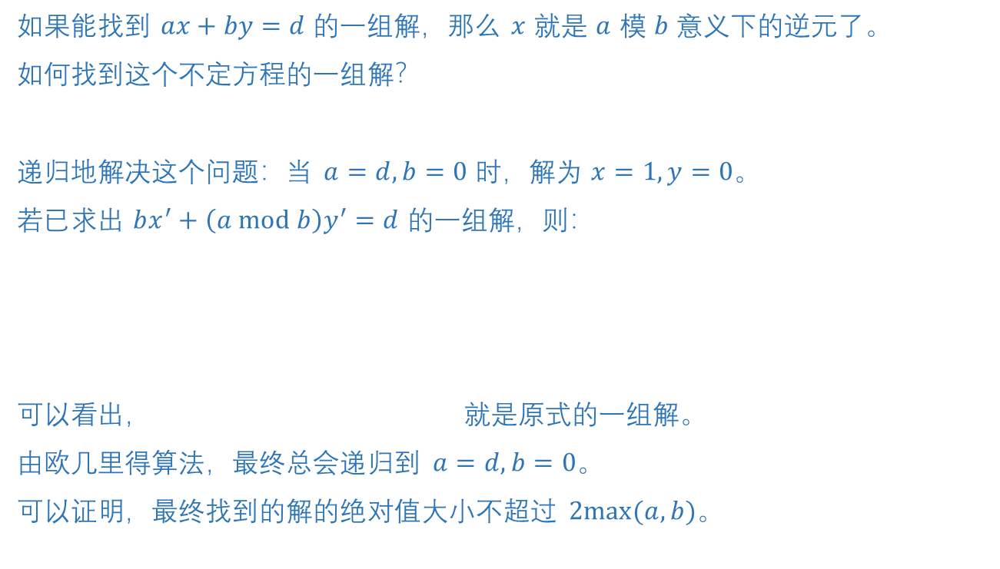 如果能找到 ax + by = d 的一组解，那么 x 就是 a 模 b 意义下的逆元了。
如何找到这个不定方程的一组解？
递归地解决这个问题：当 a = d, b = 0 时，解为 x = 1, y = 0。
若已求出 bx′ + (a mod b)y′ = d 的一组解，则：
可以看出， 就是原式的一组解。
由欧几里得算法，最终总会递归到 a = d, b = 0。
可以证明，最终找到的解的绝对值大小不超过 2max(a, b)。